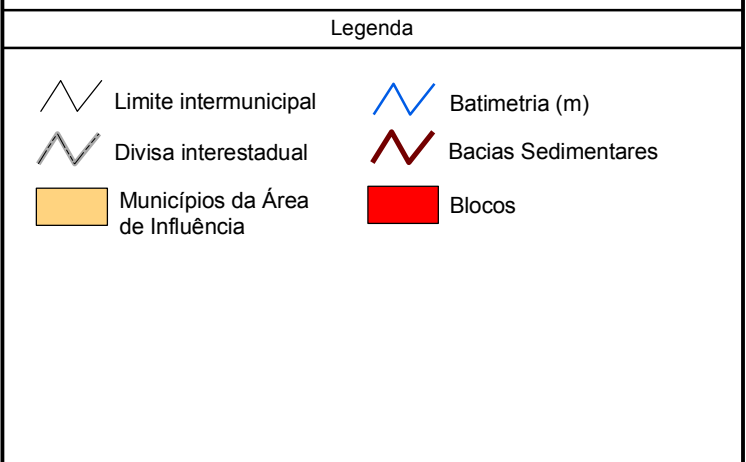 Legenda
Limite intermunicipal
Batimetria (m)
Divisa interestadual
Bacias Sedimentares
Municípios da Área
de Influência
Blocos